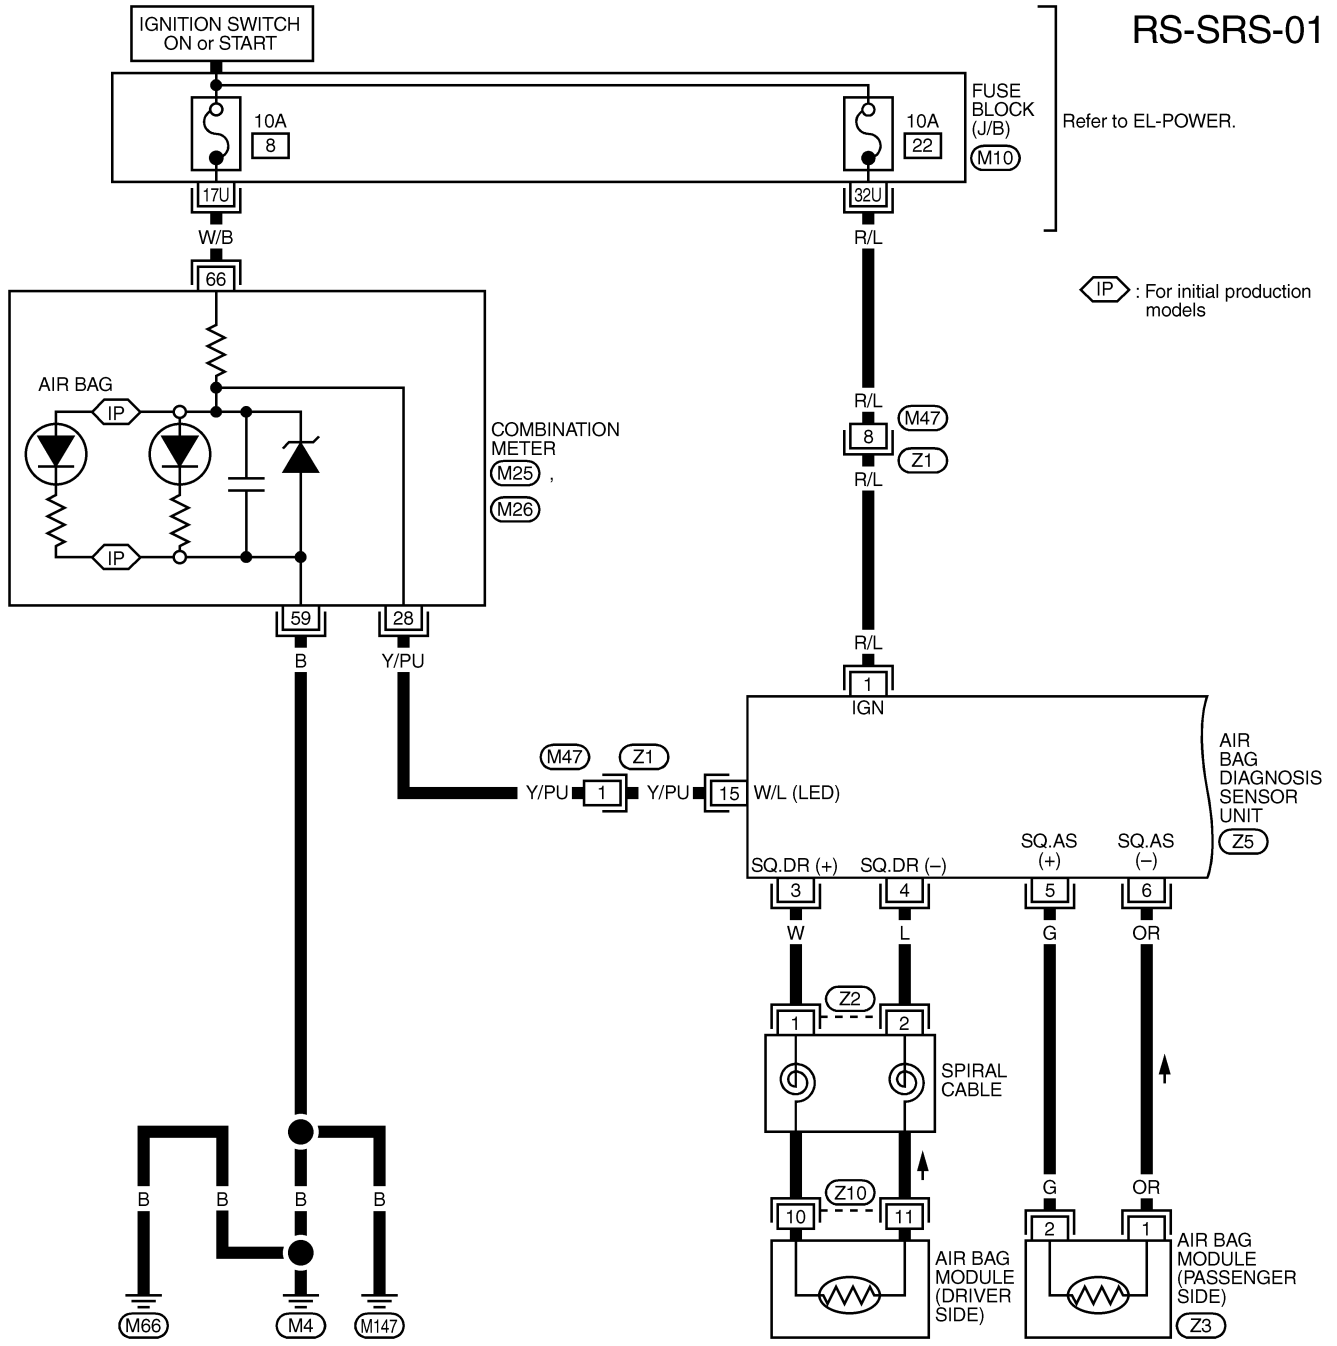 RS-SRS-01
IGNITION SWITCH
ON or START
10A
8
10A
22
FUSE
BLOCK
(J/B)
M10
Refer to EL-POWER.
17U
32U
W/B
R/L
66
IP : For initial production
models
AIR BAG
IP
IP
COMBINATION
METER
M25 ,
M26
R/L
M47
8
Z1
R/L
59
28
B
Y/PU
R/L
1
IGN
M47
Z1
Y/PU
1
Y/PU
15
W/L (LED)
AIR
BAG
DIAGNOSIS
SENSOR
UNIT
Z5
SQ.DR (+)
SQ.DR (–)
SQ.AS
(+)
SQ.AS
(–)
3
4
5
6
W
L
G
OR
Z2
1
2
SPIRAL
CABLE
B
B
B
B
G
OR
Z10
10
11
2
1
AIR BAG
MODULE
(DRIVER
SIDE)
AIR BAG
MODULE
(PASSENGER
SIDE)
Z3
M66
M4
M147